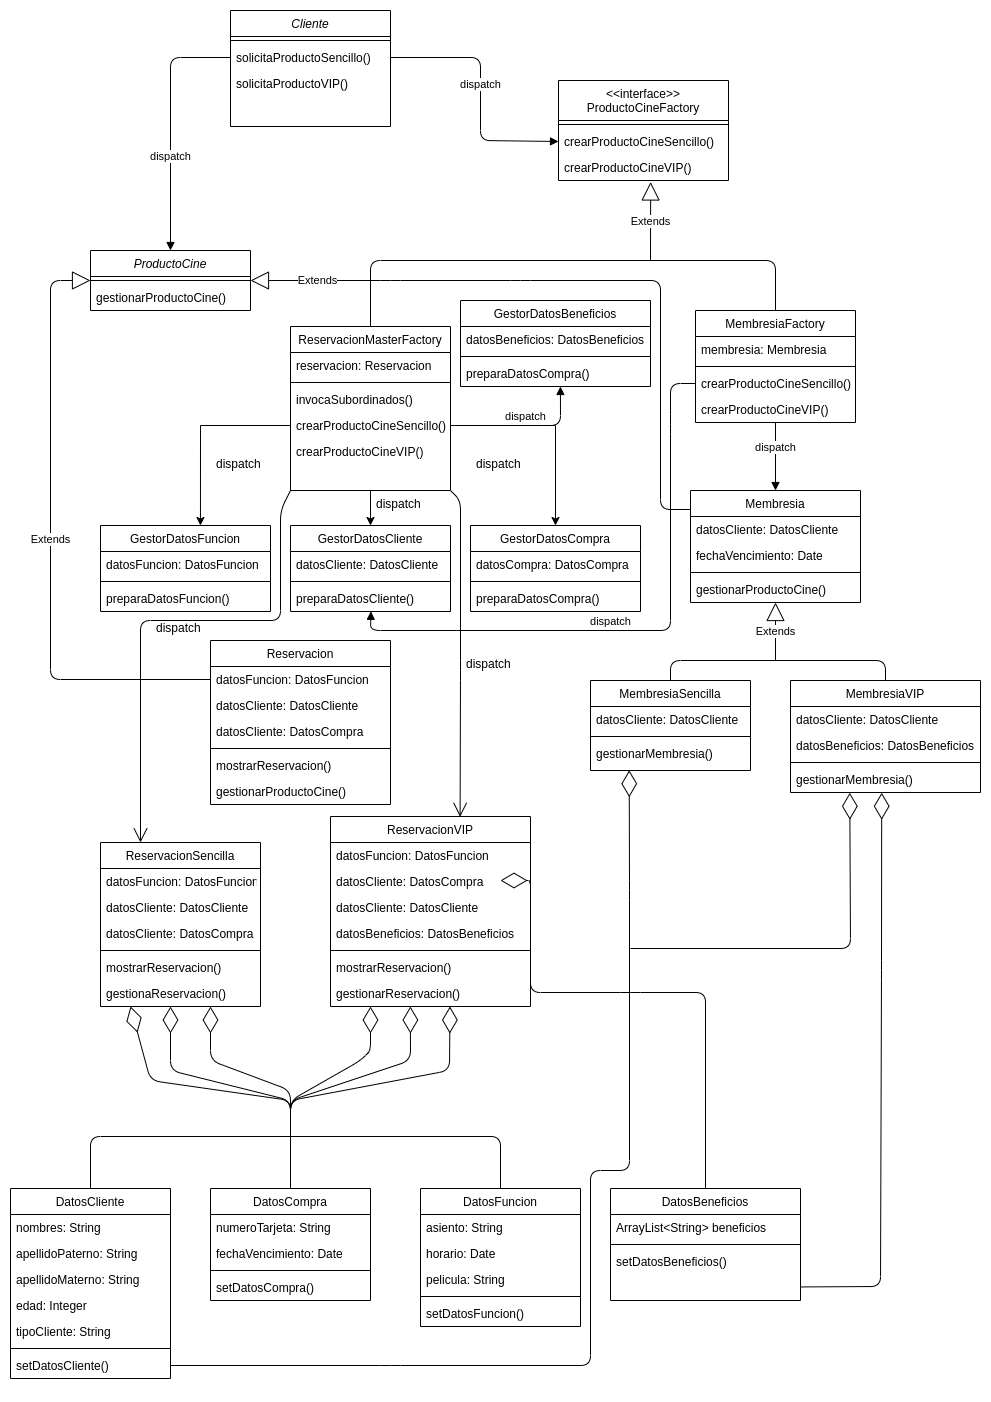 Cliente
solicitaProductoSencillo()
solicitaProductoVIP()
dispatch
dispatch
<<interface>>
ProductoCineFactory
crearProductoCineSencillo()
crearProductoCineVIP()
Extends
ProductoCine
gestionarProductoCine()
Extends
Extends
ReservacionMasterFactory
reservacion: Reservacion
invocaSubordinados()
crearProductoCineSencillo()
crearProductoCineVIP()
GestorDatosBeneficios
datosBeneficios: DatosBeneficios
preparaDatosCompra()
MembresiaFactory
membresia: Membresia
crearProductoCineSencillo()
crearProductoCineVIP()
dispatch
dispatch
dispatch
dispatch
dispatch
GestorDatosFuncion
datosFuncion: DatosFuncion
preparaDatosFuncion()
GestorDatosCliente
datosCliente: DatosCliente
preparaDatosCliente()
GestorDatosCompra
datosCompra: DatosCompra
preparaDatosCompra()
Membresia
datosCliente: DatosCliente
fechaVencimiento: Date
gestionarProductoCine()
Extends
dispatch
dispatch
dispatch
Reservacion
datosFuncion: DatosFuncion
datosCliente: DatosCliente
datosCliente: DatosCompra
mostrarReservacion()
gestionarProductoCine()
MembresiaSencilla
datosCliente: DatosCliente
gestionarMembresia()
MembresiaVIP
datosCliente: DatosCliente
datosBeneficios: DatosBeneficios
gestionarMembresia()
ReservacionSencilla
datosFuncion: DatosFuncion
datosCliente: DatosCliente
datosCliente: DatosCompra
mostrarReservacion()
gestionaReservacion()
ReservacionVIP
datosFuncion: DatosFuncion
datosCliente: DatosCompra
datosCliente: DatosCliente
datosBeneficios: DatosBeneficios
mostrarReservacion()
gestionarReservacion()
DatosCliente
nombres: String
apellidoPaterno: String
apellidoMaterno: String
edad: Integer
tipoCliente: String
setDatosCliente()
DatosCompra
numeroTarjeta: String
fechaVencimiento: Date
setDatosCompra()
DatosFuncion
asiento: String
horario: Date
pelicula: String
setDatosFuncion()
DatosBeneficios
ArrayList<String> beneficios
setDatosBeneficios()